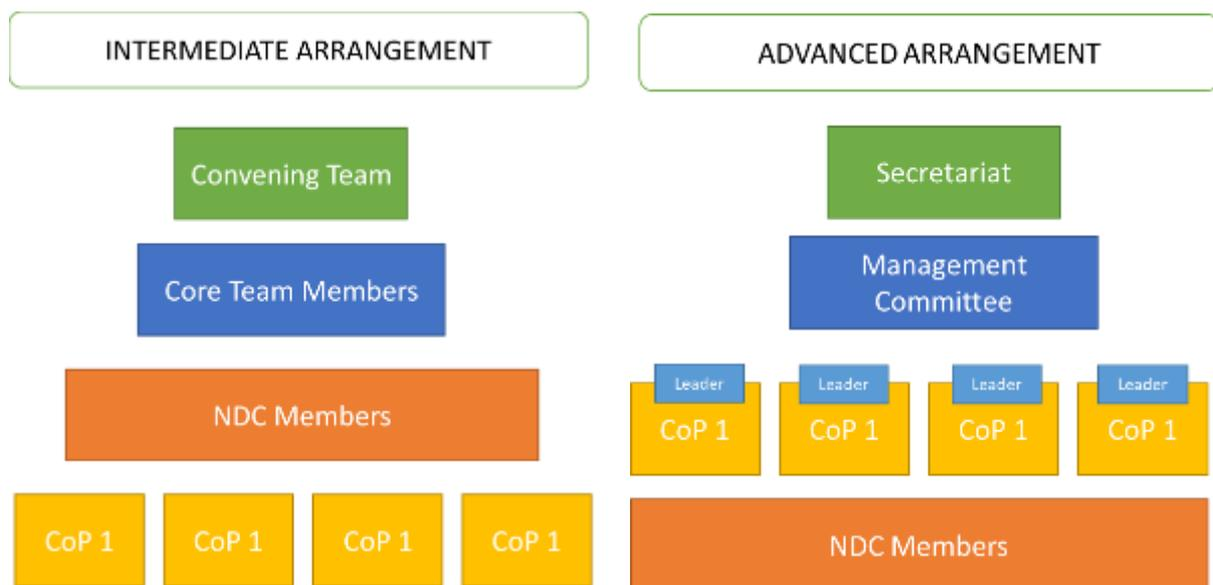 INTERMEDIATE ARRANGEMENT
Convening Team
Core Team Members
NDC Members
CoP 1
CoP 1
CoP 1
CoP 1
ADVANCED ARRANGEMENT
Secretariat
Management
Committee
Leader
CoP 1
Leader
CoP 1
Leader
CoP 1
Leader
CoP 1
NDC Members